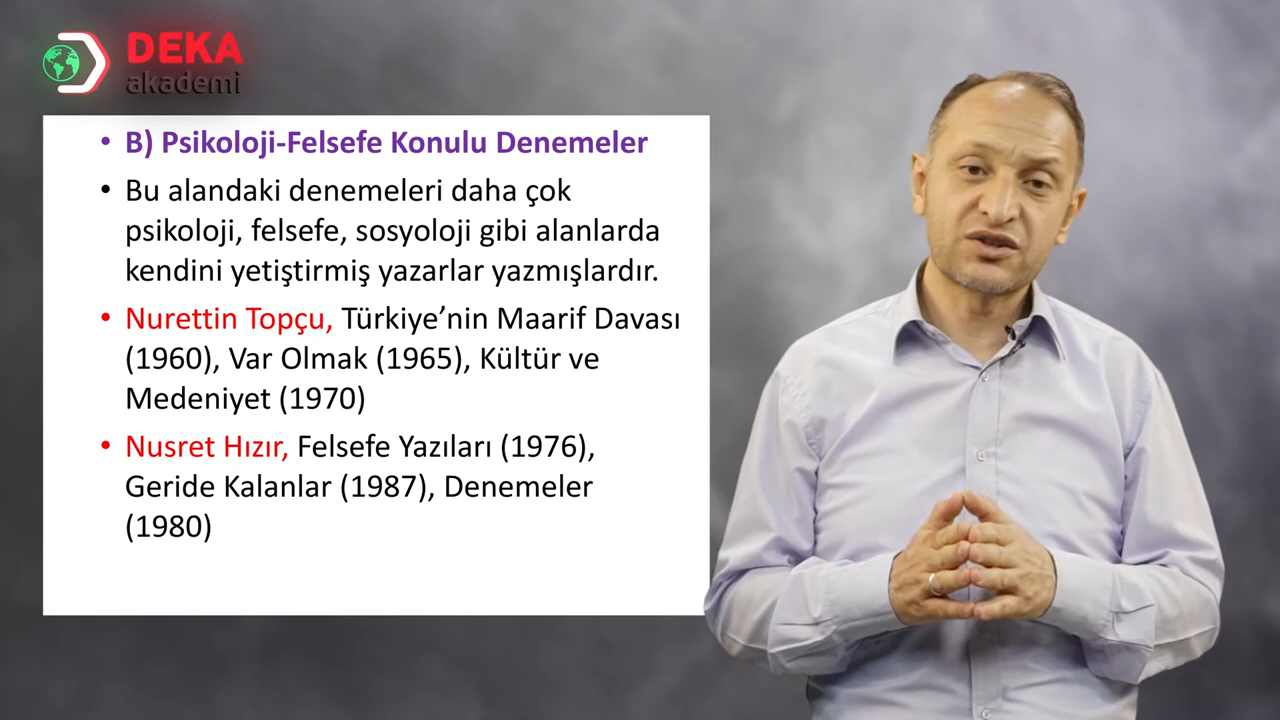 DEKA
akademi
• B) Psikoloji-Felsefe Konulu Denemeler
• Bu alandaki denemeleri daha çok
psikoloji, felsefe, sosyoloji gibi alanlarda
kendini yetiştirmiş yazarlar yazmışlardır.
• Nurettin Topçu, Türkiye’nin Maarif Davası
(1960), Var Olmak (1965), Kültür ve
Medeniyet (1970)
• Nusret Hızır, Felsefe Yazıları (1976),
Geride Kalanlar (1987), Denemeler
(1980)